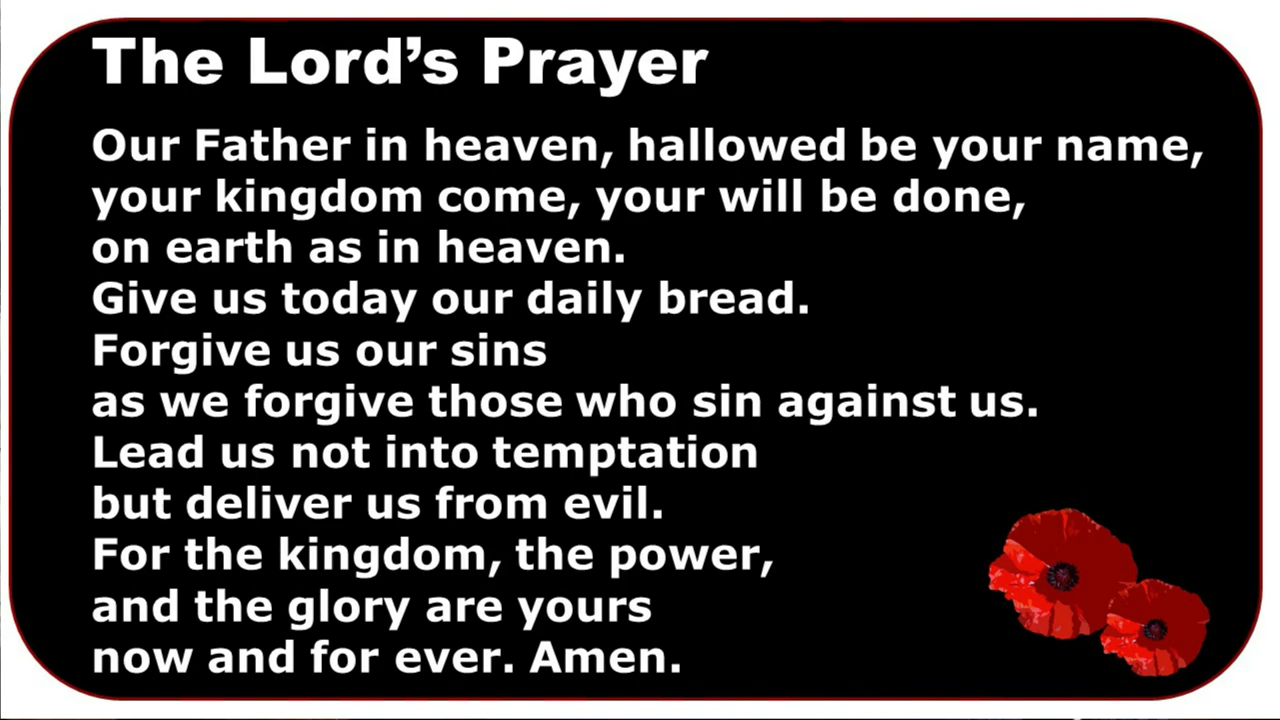 The Lord’s Prayer
Our Father in heaven, hallowed be your name,
your kingdom come, your will be done,
on earth as in heaven.
Give us today our daily bread.
Forgive us our sins
as we forgive those who sin against us.
Lead us not into temptation
but deliver us from evil.
For the kingdom, the power,
and the glory are yours
now and for ever. Amen.